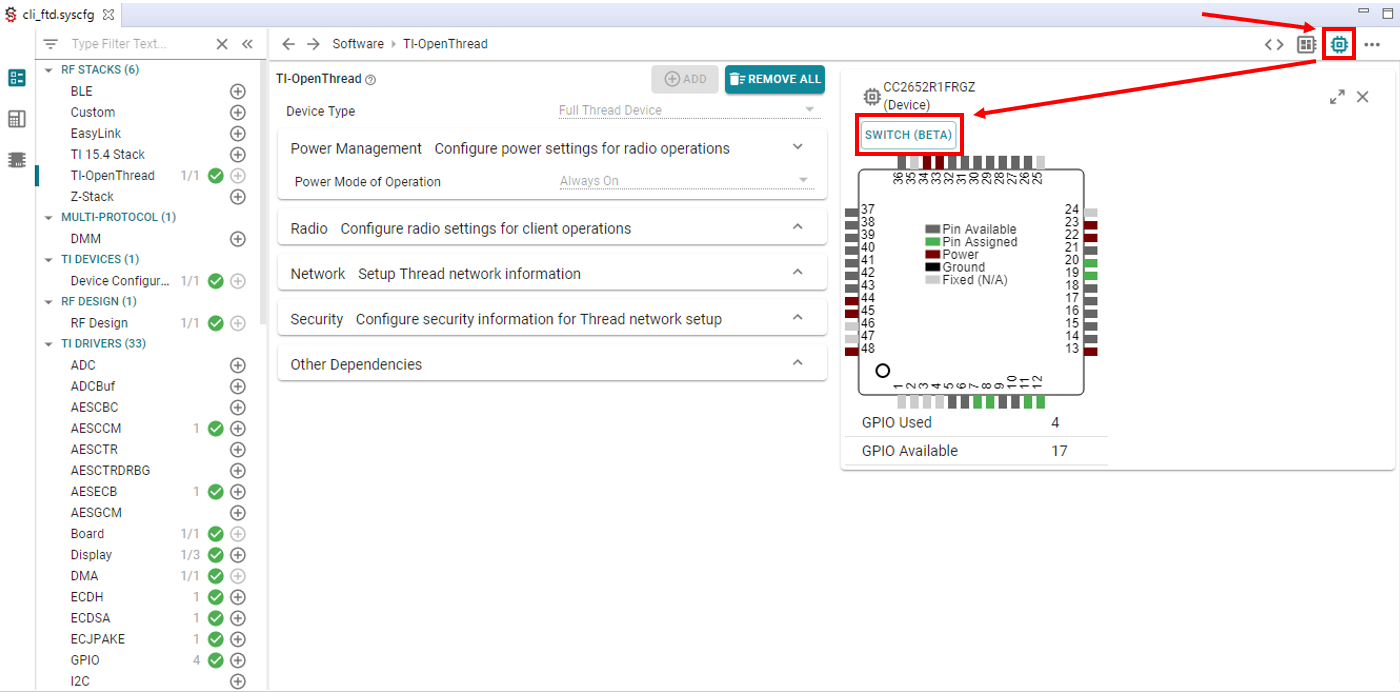 cli_ftd.syscfg
Type Filter Text...
Software › TI-OpenThread
RF STACKS (6)
BLE
Custom
EasyLink
TI 15.4 Stack
TI-OpenThread 1/1
Z-Stack
MULTI-PROTOCOL (1)
DMM
TI DEVICES (1)
Device Configur... 1/1
RF DESIGN (1)
RF Design 1/1
TI DRIVERS (33)
ADC
ADCBuf
AESCBC
AESCCM 1
AESCTR
AESCTRDRBG
AESECB 1
AESGCM
Board 1/1
Display 1/3
DMA 1/1
ECDH 1
ECDSA 1
ECJPAKE 1
GPIO 4
I2C
TI-OpenThread
ADD
REMOVE ALL
Device Type Full Thread Device
Power Management Configure power settings for radio operations
Power Mode of Operation Always On
Radio Configure radio settings for client operations
Network Setup Thread network information
Security Configure security information for Thread network setup
Other Dependencies
CC2652R1FRGZ
(Device)
SWITCH (BETA)
36 35 34 33 32 31 30 29 28 27 26 25
37
38
39
40
41
42
43
44
45
46
47
48
Pin Available
Pin Assigned
Power
Ground
Fixed (N/A)
24
23
22
21
20
19
18
17
16
15
14
13
1 2 3 4 5 6 7 8 9 10 11 12
GPIO Used 4
GPIO Available 17